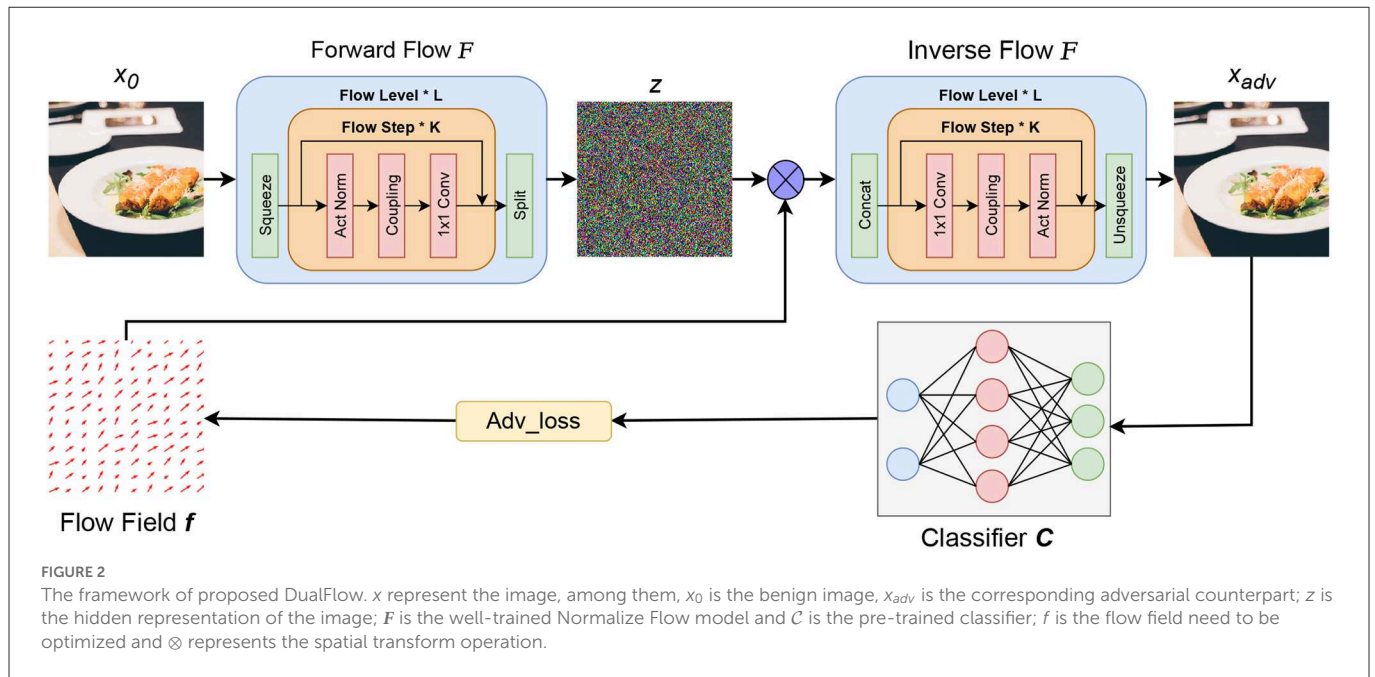 Forward Flow F
Inverse Flow F
x0
Flow Level * L
Flow Step * K
Squeeze
Act Norm
Coupling
1x1 Conv
Split
z
Flow Level * L
Flow Step * K
Concat
1x1 Conv
Coupling
Act Norm
Unsqueeze
xadv
Flow Field f
Adv_loss
Classifier C
FIGURE 2
The framework of proposed DualFlow. x represent the image, among them, x0 is the benign image, xadv is the corresponding adversarial counterpart; z is
the hidden representation of the image; F is the well-trained Normalize Flow model and C is the pre-trained classifier; f is the flow field need to be
optimized and ⊗ represents the spatial transform operation.